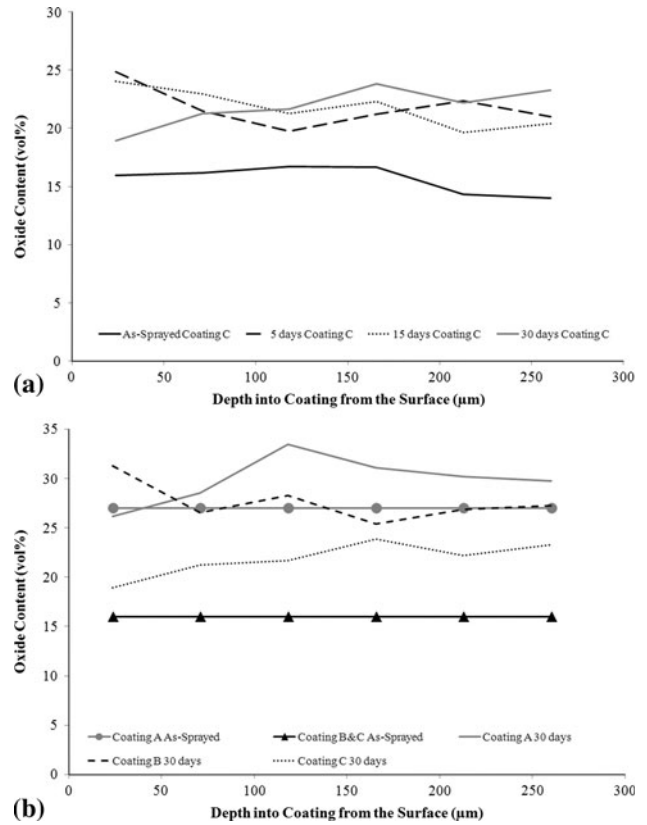 30
25
20
15
10
5
0
Oxide Content (vol%)
As-Sprayed Coating C 5 days Coating C 15 days Coating C 30 days Coating C
0 50 100 150 200 250 300
(a)
Depth into Coating from the Surface (µm)
35
30
25
20
15
10
5
0
Oxide Content (vol%)
Coating A As-Sprayed Coating B&C As-Sprayed Coating A 30 days
Coating B 30 days Coating C 30 days
0 50 100 150 200 250 300
(b)
Depth into Coating from the Surface (µm)